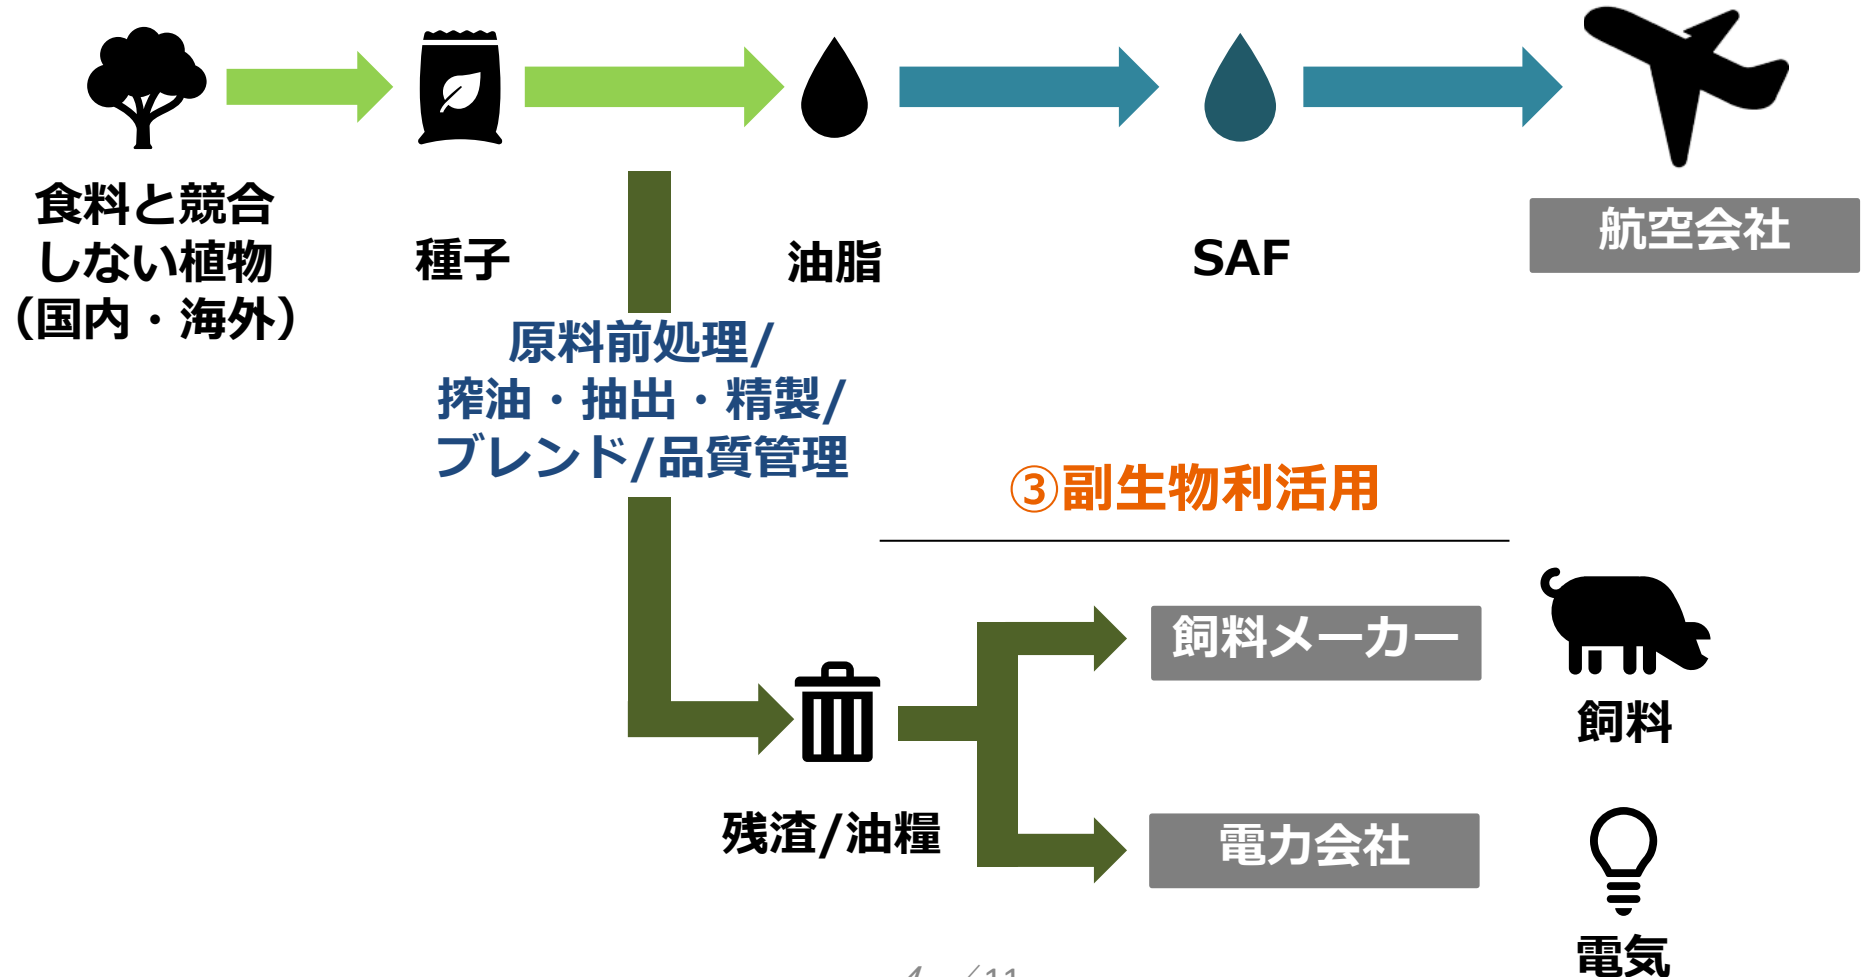 食料と競合
しない植物
（国内・海外）
種子
油脂
SAF
航空会社
原料前処理/
搾油・抽出・精製/
ブレンド/品質管理
③副生物利活用
飼料メーカー
飼料
残渣/油糧
電力会社
電気
4 ／11